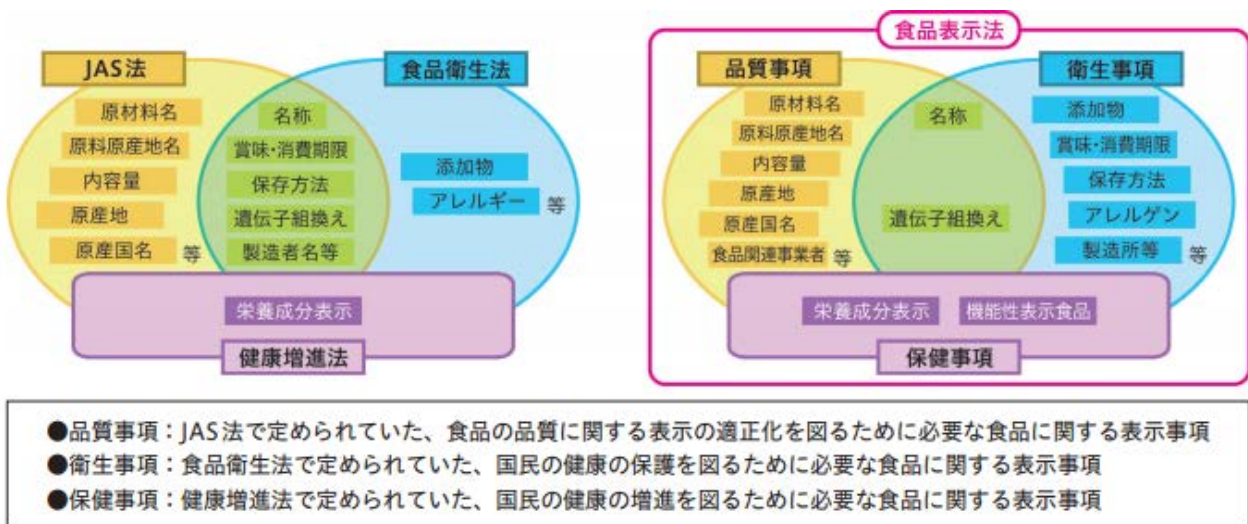 食品表示法
JAS法
食品衛生法
原材料名
原料原産地名
内容量
原産地
原産国名
等
名称
賞味・消費期限
保存方法
遺伝子組換え
製造者名等
添加物
アレルギー
等
栄養成分表示
健康増進法
品質事項
衛生事項
原材料名
原料原産地名
内容量
原産地
原産国名
食品関連事業者
等
名称
遺伝子組換え
添加物
賞味・消費期限
保存方法
アレルゲン
製造所等
等
栄養成分表示
機能性表示食品
保健事項
●品質事項：JAS法で定められていた、食品の品質に関する表示の適正化を図るために必要な食品に関する表示事項
●衛生事項：食品衛生法で定められていた、国民の健康の保護を図るために必要な食品に関する表示事項
●保健事項：健康増進法で定められていた、国民の健康の増進を図るために必要な食品に関する表示事項